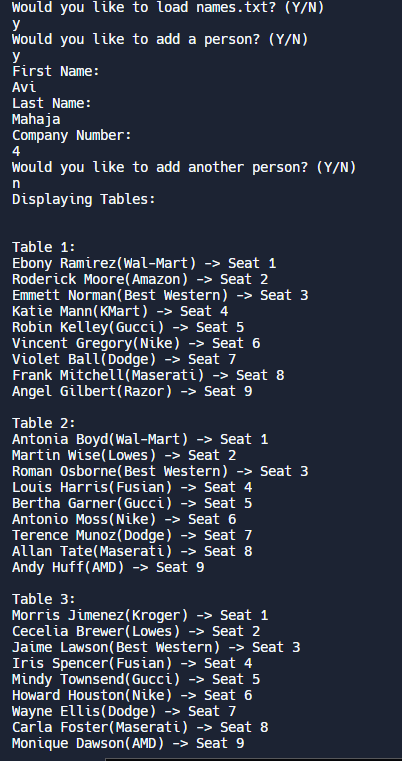 Would you like to load names.txt? (Y/N)
y
Would you like to add a person? (Y/N)
y
First Name:
Avi
Last Name:
Mahaja
Company Number:
4
Would you like to add another person? (Y/N)
n
Displaying Tables:
Table 1:
Ebony Ramirez(Wal-Mart) -> Seat 1
Roderick Moore(Amazon) -> Seat 2
Emmett Norman(Best Western) -> Seat 3
Katie Mann(KMart) -> Seat 4
Robin Kelley(Gucci) -> Seat 5
Vincent Gregory(Nike) -> Seat 6
Violet Ball(Dodge) -> Seat 7
Frank Mitchell(Maserati) -> Seat 8
Angel Gilbert(Razor) -> Seat 9
Table 2:
Antonia Boyd(Wal-Mart) -> Seat 1
Martin Wise(Lowes) -> Seat 2
Roman Osborne(Best Western) -> Seat 3
Louis Harris(Fusian) -> Seat 4
Bertha Garner(Gucci) -> Seat 5
Antonio Moss(Nike) -> Seat 6
Terence Munoz(Dodge) -> Seat 7
Allan Tate(Maserati) -> Seat 8
Andy Huff(AMD) -> Seat 9
Table 3:
Morris Jimenez(Kroger) -> Seat 1
Cecelia Brewer(Lowes) -> Seat 2
Jaime Lawson(Best Western) -> Seat 3
Iris Spencer(Fusian) -> Seat 4
Mindy Townsend(Gucci) -> Seat 5
Howard Houston(Nike) -> Seat 6
Wayne Ellis(Dodge) -> Seat 7
Carla Foster(Maserati) -> Seat 8
Monique Dawson(AMD) -> Seat 9